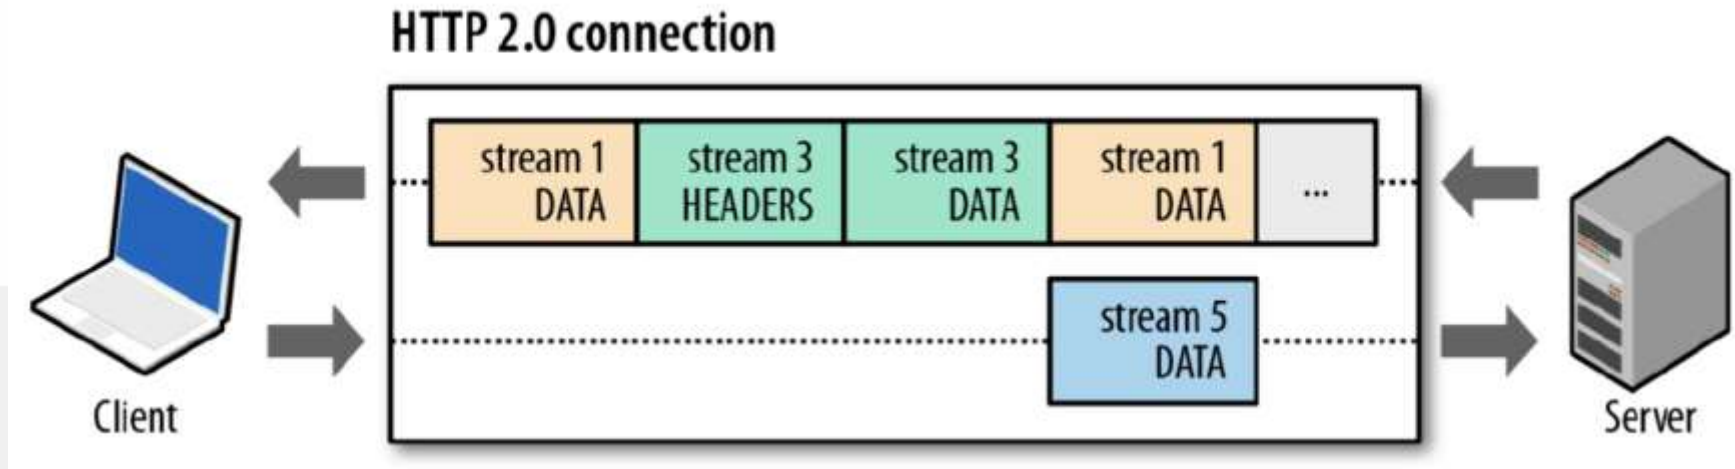 HTTP 2.0 connection
stream 1
DATA
stream 3
HEADERS
stream 3
DATA
stream 1
DATA
...
stream 5
DATA
Client
Server